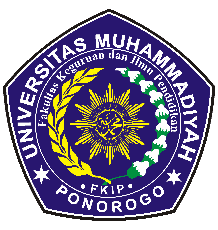 UNIVERSITAS MUHAMMADIYAH
Fakultas Keguruan dan Ilmu Pendidikan
• FKIP •
PONOROGO